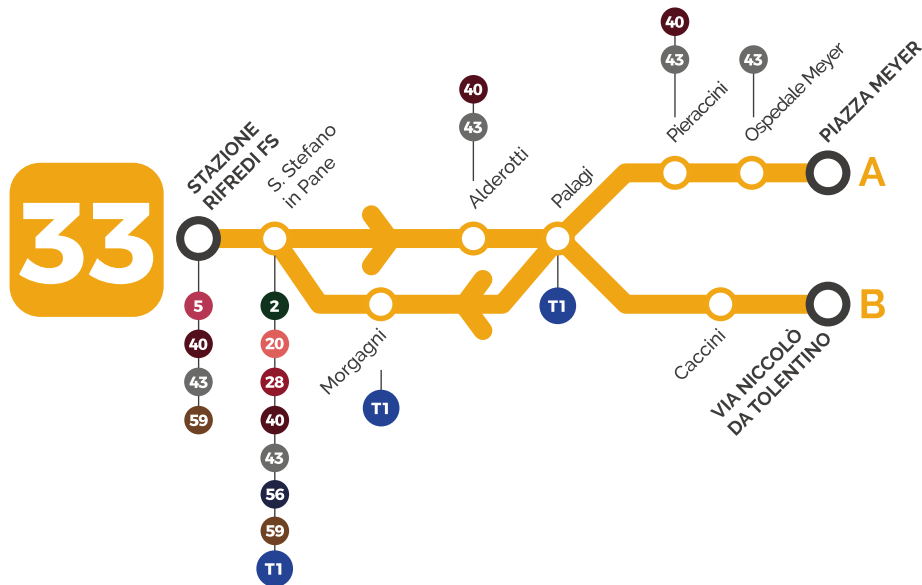 33
STAZIONE
RIFREDI FS
5
40
43
59
S. Stefano
in Pane
2
20
28
40
43
56
59
T1
Morgagni
T1
40
43
Alderotti
Palagi
T1
40
43
Pieraccini
43
Ospedale Meyer
PIAZZA MEYER
A
Caccini
VIA NICCOLÒ
DA TOLENTINO
B